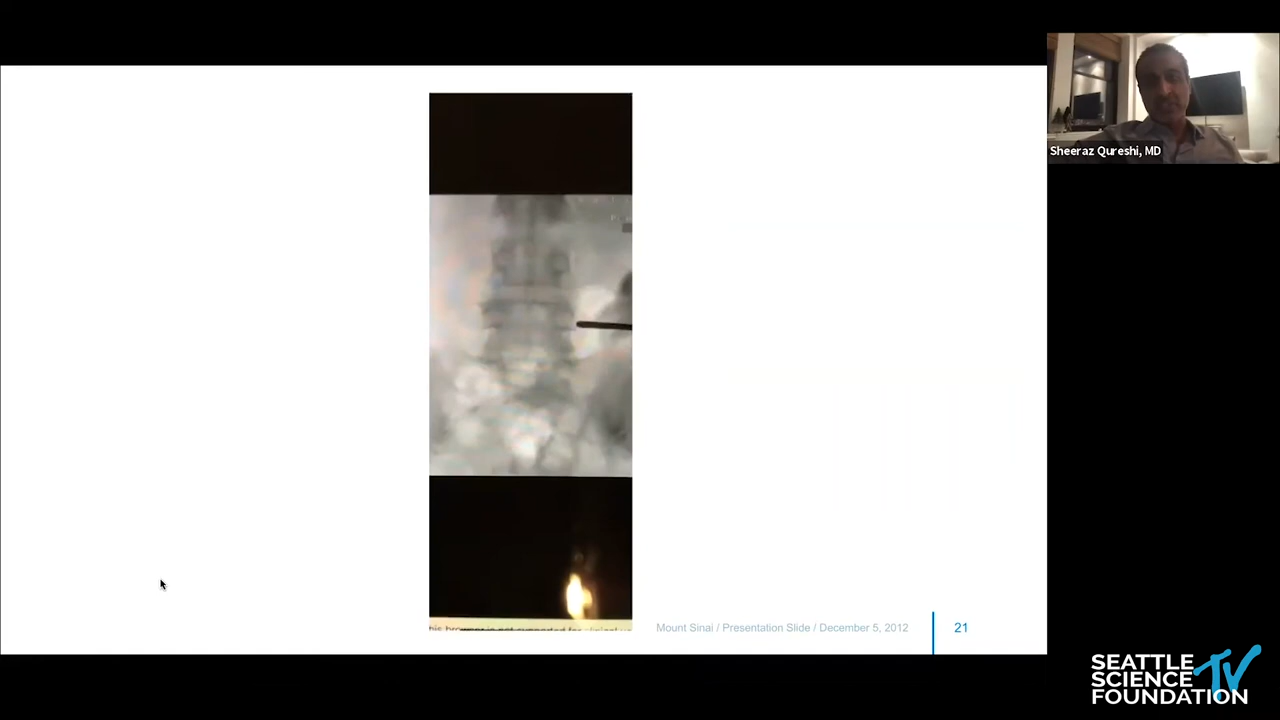 Sheeraz Qureshi, MD
Mount Sinai / Presentation Slide / December 5, 2012
21
SEATTLE
SCIENCE
FOUNDATION
TV